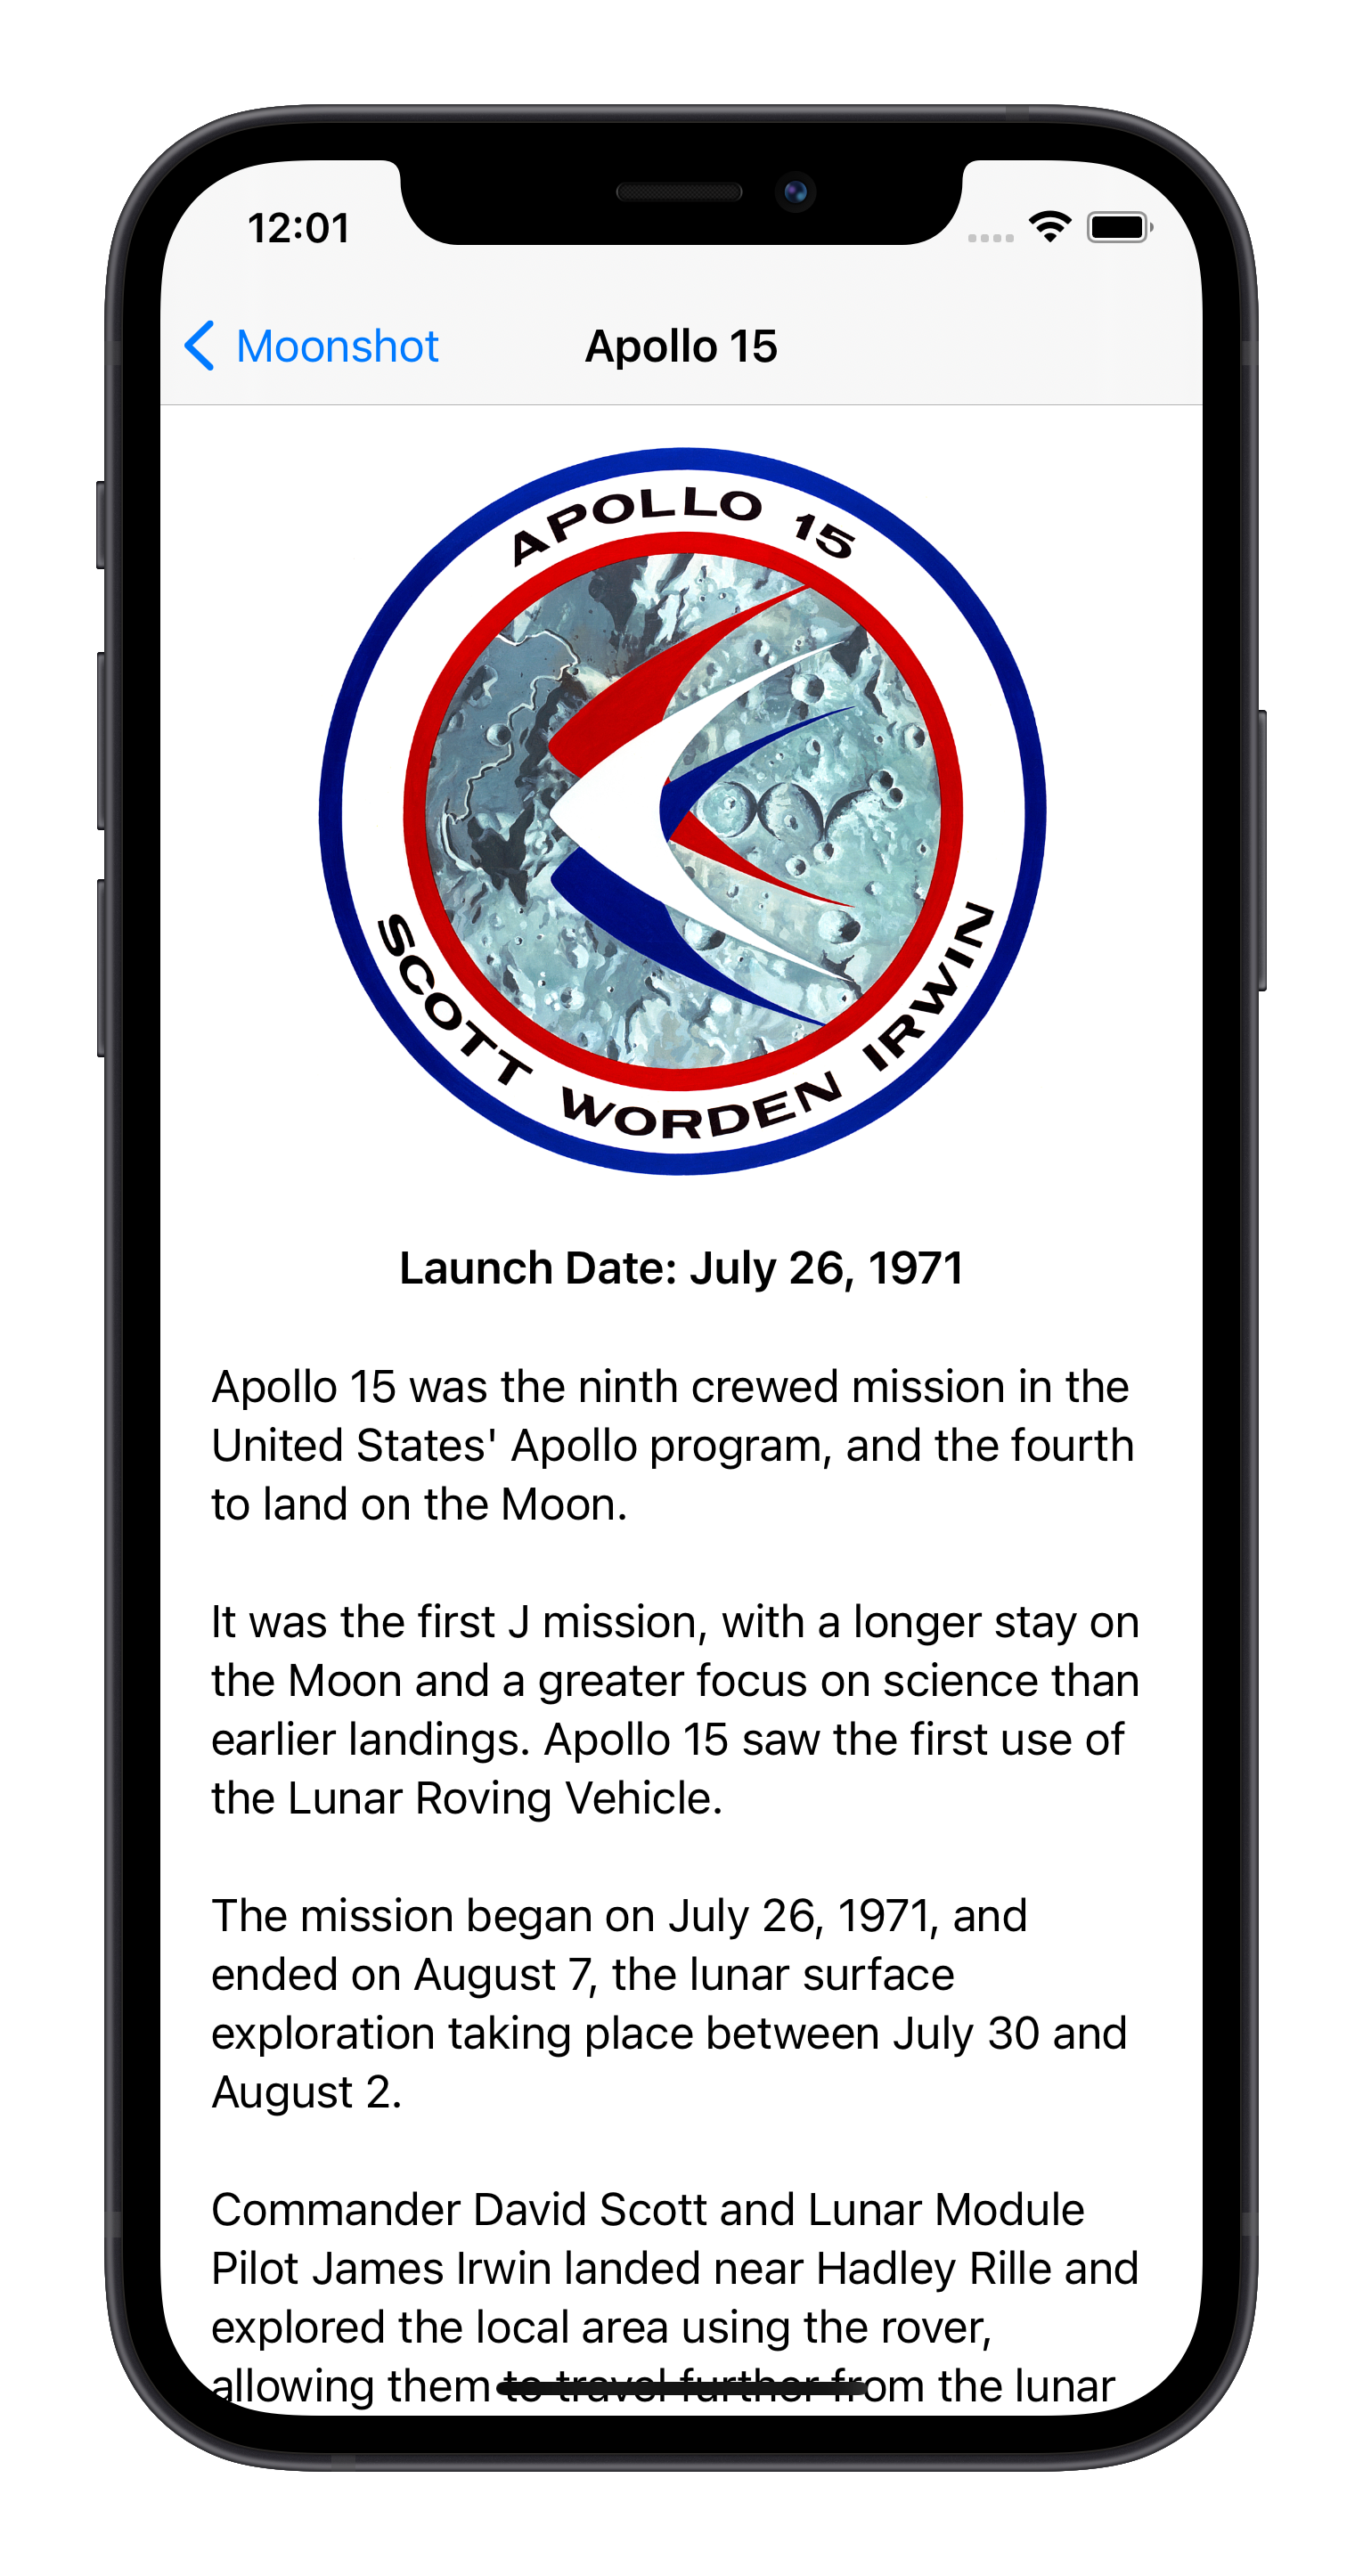 12:01
Moonshot
Apollo 15
APOLLO 15
SCOTT WORDEN IRWIN
Launch Date: July 26, 1971
Apollo 15 was the ninth crewed mission in the
United States' Apollo program, and the fourth
to land on the Moon.
It was the first J mission, with a longer stay on
the Moon and a greater focus on science than
earlier landings. Apollo 15 saw the first use of
the Lunar Roving Vehicle.
The mission began on July 26, 1971, and
ended on August 7, the lunar surface
exploration taking place between July 30 and
August 2.
Commander David Scott and Lunar Module
Pilot James Irwin landed near Hadley Rille and
explored the local area using the rover,
allowing them to travel further from the lunar